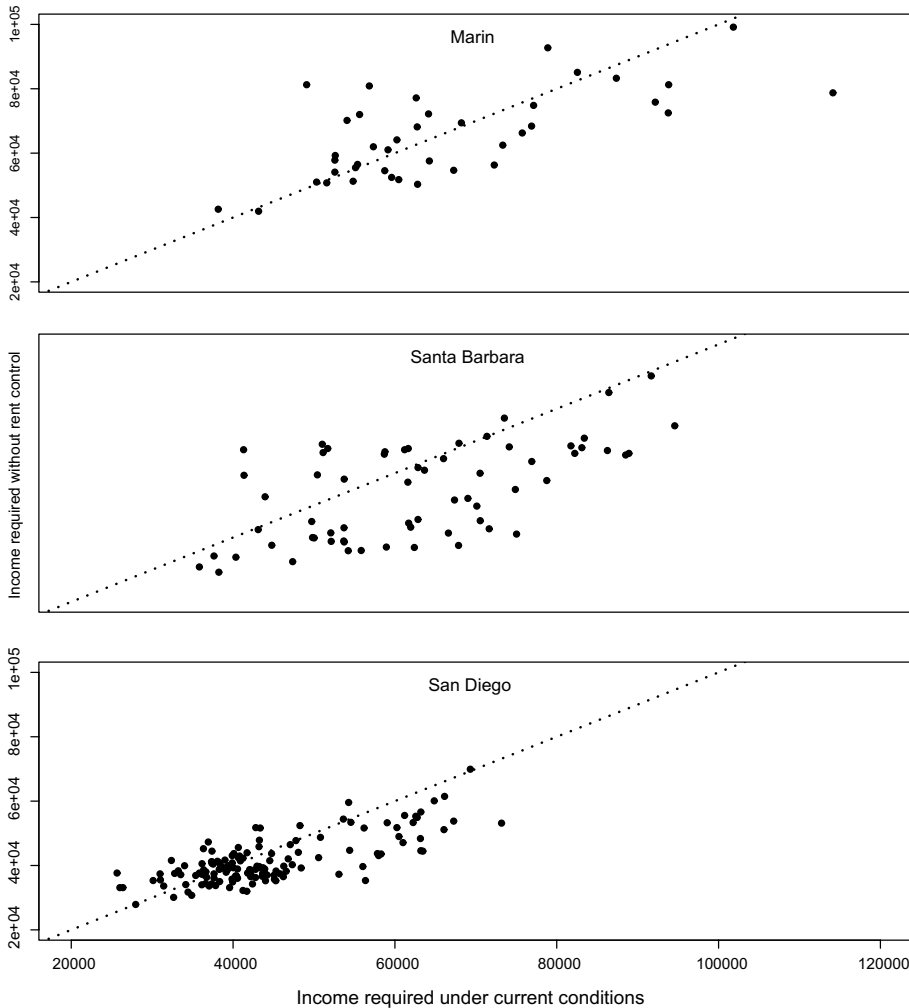 Marin
1e+05
8e+04
6e+04
4e+04
2e+04
Santa Barbara
Income required without rent control
San Diego
1e+05
8e+04
6e+04
4e+04
2e+04
20000 40000 60000 80000 100000 120000
Income required under current conditions